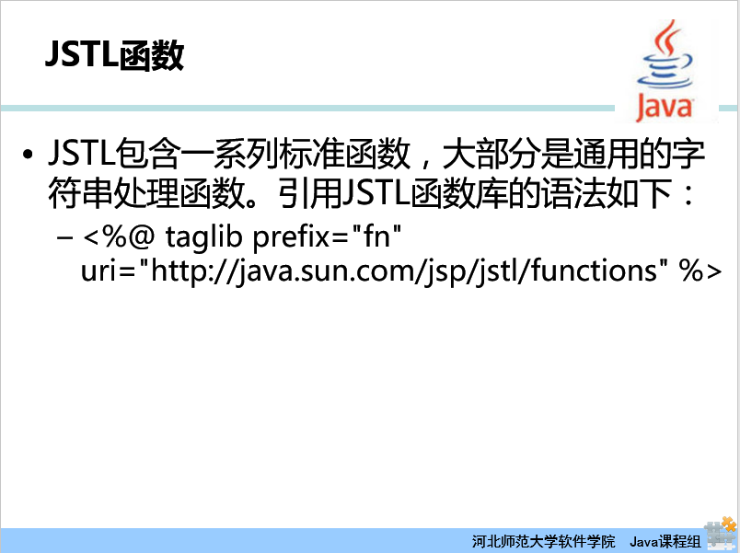 JSTL函数
Java
• JSTL包含一系列标准函数，大部分是通用的字
符串处理函数。引用JSTL函数库的语法如下：
– <%@ taglib prefix="fn"
uri="http://java.sun.com/jsp/jstl/functions" %>
河北师范大学软件学院 Java课程组